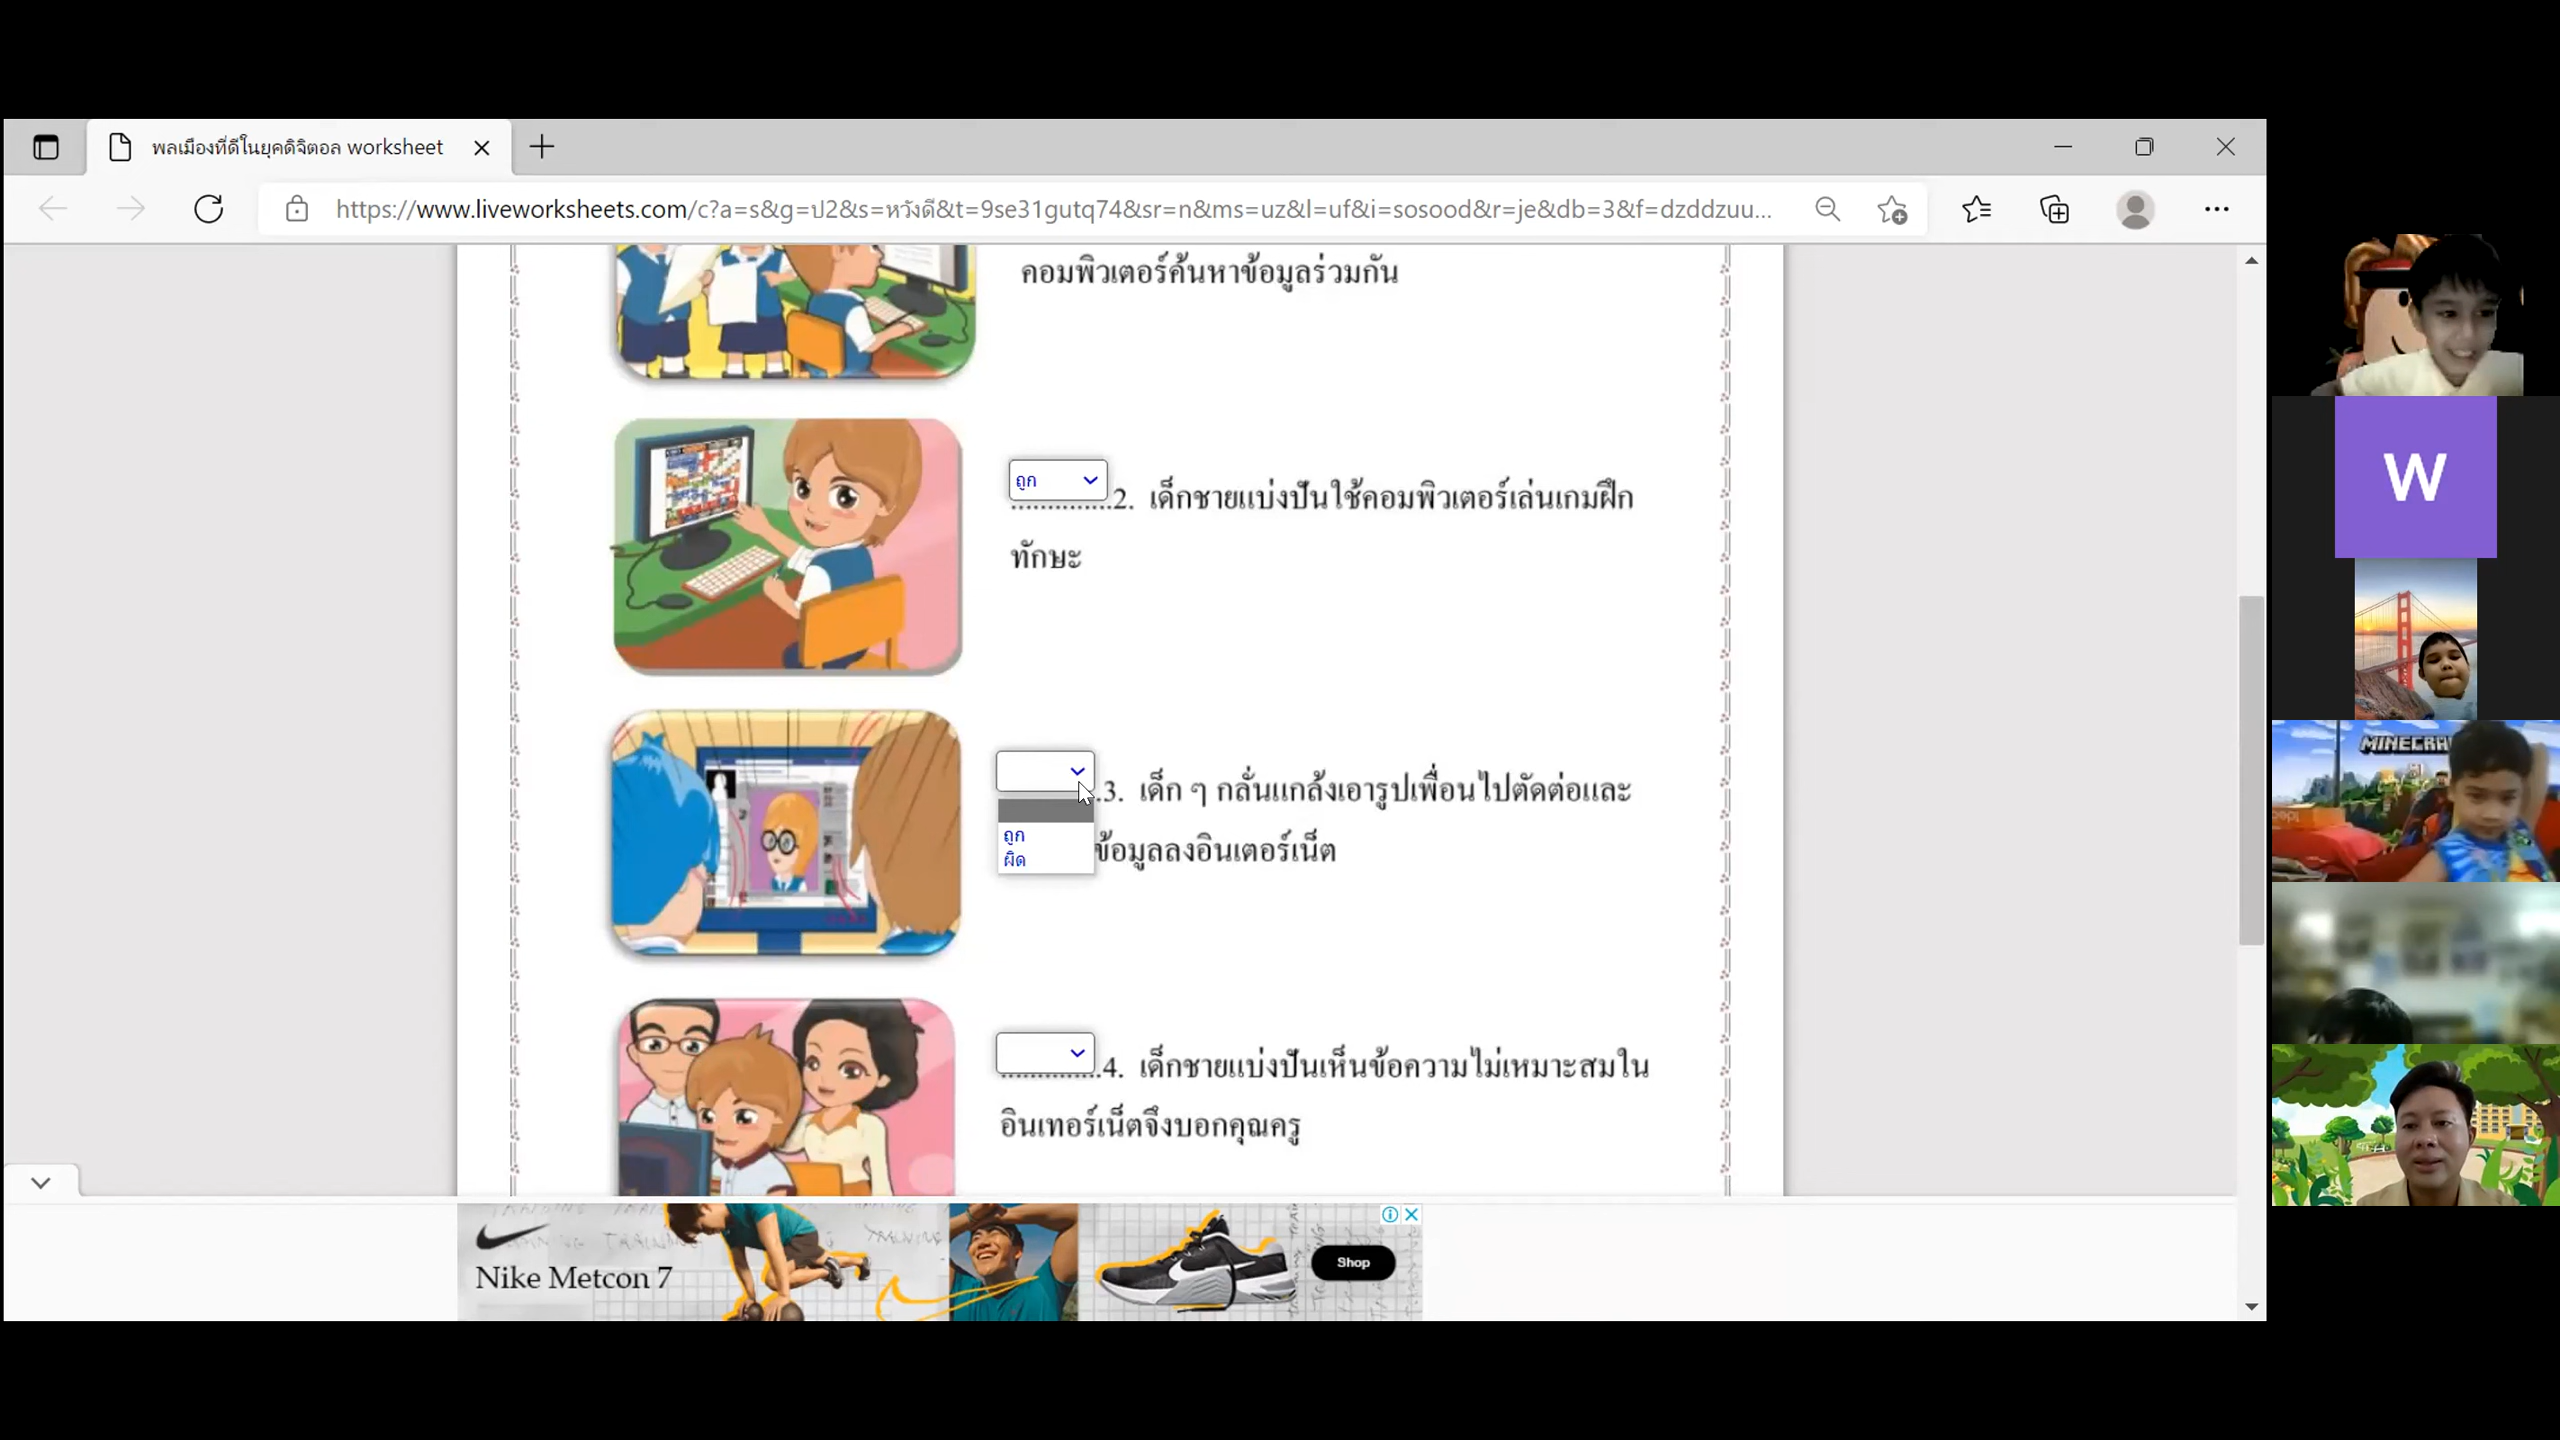 พลเมืองที่ดีในยุคดิจิตอล worksheet
https://www.liveworksheets.com/c?a=s&g=ป2&s=หวังดี&t=9se31gutq74&sr=n&ms=uz&l=uf&i=sosood&r=je&db=3&f=dzddzuu...
คอมพิวเตอร์ค้นหาข้อมูลร่วมกัน
ถูก
..............2. เด็กชายแบ่งปันใช้คอมพิวเตอร์เล่นเกมฝึก
ทักษะ
.3. เด็ก ๆ กลั่นแกล้งเอารูปเพื่อนไปตัดต่อและ
ถูก
ผิด
ข้อมูลลงอินเตอร์เน็ต
..............4. เด็กชายแบ่งปันเห็นข้อความไม่เหมาะสมใน
อินเทอร์เน็ตจึงบอกคุณครู
Nike Metcon 7
Shop
W